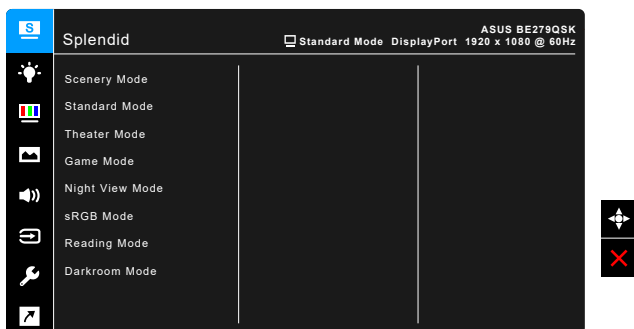 S
Splendid
ASUS BE279QSK
Standard Mode DisplayPort 1920 x 1080 @ 60Hz
Scenery Mode
Standard Mode
Theater Mode
Game Mode
Night View Mode
sRGB Mode
Reading Mode
Darkroom Mode